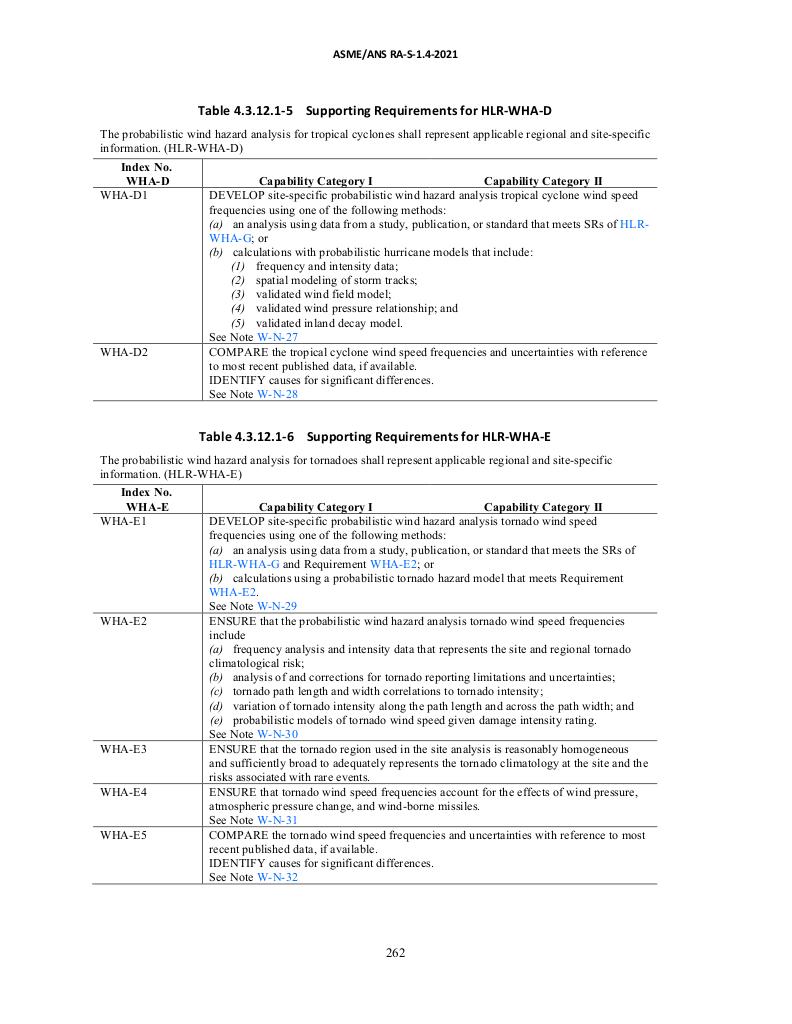 ASME/ANS RA-S-1.4-2021
Table 4.3.12.1-5 Supporting Requirements for HLR-WHA-D
The probabilistic wind hazard analysis for tropical cyclones shall represent applicable regional and site-specific
information. (HLR-WHA-D)
Index No.
WHA-D Capability Category I Capability Category II
WHA-D1 DEVELOP site-specific probabilistic wind hazard analysis tropical cyclone wind speed
frequencies using one of the following methods:
(a) an analysis using data from a study, publication, or standard that meets SRs of HLR-
WHA-G; or
(b) calculations with probabilistic hurricane models that include:
(1) frequency and intensity data;
(2) spatial modeling of storm tracks;
(3) validated wind field model;
(4) validated wind pressure relationship; and
(5) validated inland decay model.
See Note W-N-27
WHA-D2 COMPARE the tropical cyclone wind speed frequencies and uncertainties with reference
to most recent published data, if available.
IDENTIFY causes for significant differences.
See Note W-N-28
Table 4.3.12.1-6 Supporting Requirements for HLR-WHA-E
The probabilistic wind hazard analysis for tornadoes shall represent applicable regional and site-specific
information. (HLR-WHA-E)
Index No.
WHA-E Capability Category I Capability Category II
WHA-E1 DEVELOP site-specific probabilistic wind hazard analysis tornado wind speed
frequencies using one of the following methods:
(a) an analysis using data from a study, publication, or standard that meets the SRs of
HLR-WHA-G and Requirement WHA-E2; or
(b) calculations using a probabilistic tornado hazard model that meets Requirement
WHA-E2.
See Note W-N-29
WHA-E2 ENSURE that the probabilistic wind hazard analysis tornado wind speed frequencies
include
(a) frequency analysis and intensity data that represents the site and regional tornado
climatological risk;
(b) analysis of and corrections for tornado reporting limitations and uncertainties;
(c) tornado path length and width correlations to tornado intensity;
(d) variation of tornado intensity along the path length and across the path width; and
(e) probabilistic models of tornado wind speed given damage intensity rating.
See Note W-N-30
WHA-E3 ENSURE that the tornado region used in the site analysis is reasonably homogeneous
and sufficiently broad to adequately represents the tornado climatology at the site and the
risks associated with rare events.
WHA-E4 ENSURE that tornado wind speed frequencies account for the effects of wind pressure,
atmospheric pressure change, and wind-borne missiles.
See Note W-N-31
WHA-E5 COMPARE the tornado wind speed frequencies and uncertainties with reference to most
recent published data, if available.
IDENTIFY causes for significant differences.
See Note W-N-32
262